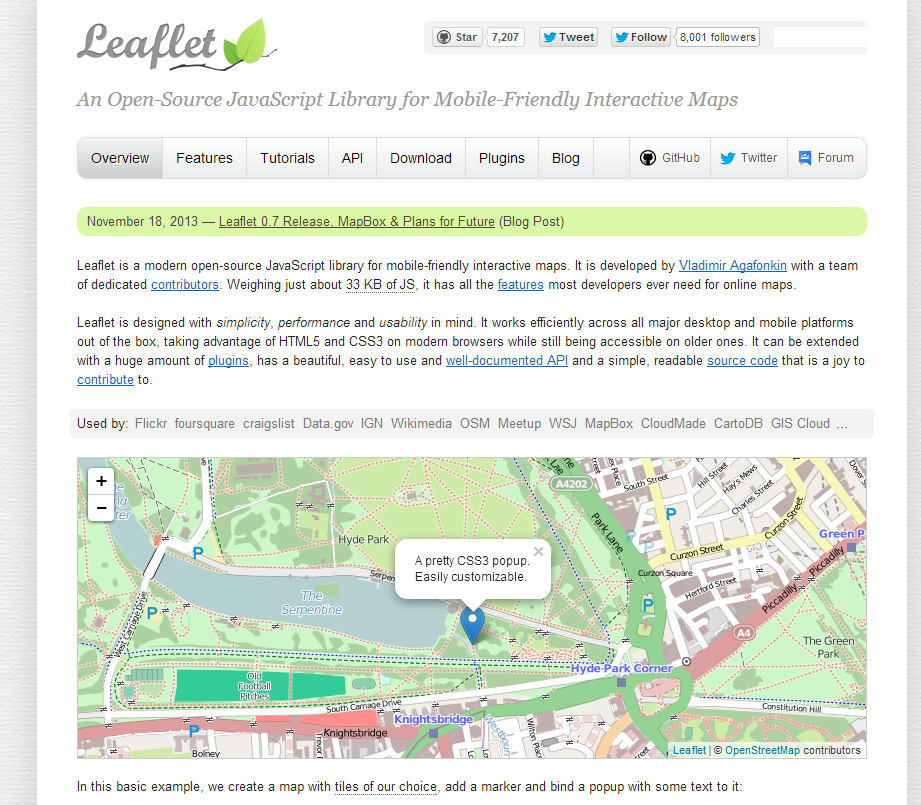 Leaflet
Star 7,207 Tweet Follow 8,001 followers
An Open-Source JavaScript Library for Mobile-Friendly Interactive Maps
Overview Features Tutorials API Download Plugins Blog GitHub Twitter Forum
November 18, 2013 — Leaflet 0.7 Release, MapBox & Plans for Future (Blog Post)
Leaflet is a modern open-source JavaScript library for mobile-friendly interactive maps. It is developed by Vladimir Agafonkin with a team
of dedicated contributors. Weighing just about 33 KB of JS, it has all the features most developers ever need for online maps.
Leaflet is designed with simplicity, performance and usability in mind. It works efficiently across all major desktop and mobile platforms
out of the box, taking advantage of HTML5 and CSS3 on modern browsers while still being accessible on older ones. It can be extended
with a huge amount of plugins, has a beautiful, easy to use and well-documented API and a simple, readable source code that is a joy to
contribute to.
Used by: Flickr foursquare craigslist Data.gov IGN Wikimedia OSM Meetup WSJ MapBox CloudMade CartoDB GIS Cloud ...
+
−
A4202
South Street
Hill Street
Hay's Mews
Charles Street
Curzon Street
Park Lane
P
Green P
Hyde Park
A pretty CSS3 popup.
Easily customizable.
×
P
Curzon Street
Piccadilly
Curzon Square
Hertford Street
The
Serpentine
P
P
Piccadilly
West Carriage Drive
A4
The Green
Park
Hyde Park Corner
Old
Football
Pitches
South Carriage Drive
Constitution Hill
Knightsbridge
P
Knightsbridge
Bolney
Wilton Place
Leaflet | © OpenStreetMap contributors
In this basic example, we create a map with tiles of our choice, add a marker and bind a popup with some text to it: